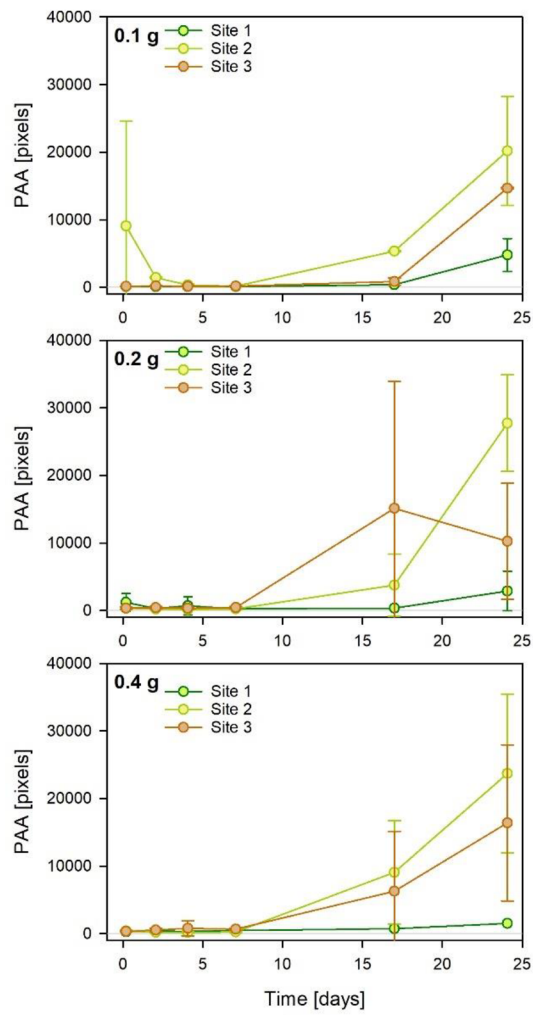 0.1 g
Site 1
Site 2
Site 3
PAA [pixels]
40000
30000
20000
10000
0
0 5 10 15 20 25
0.2 g
Site 1
Site 2
Site 3
PAA [pixels]
40000
30000
20000
10000
0
0 5 10 15 20 25
0.4 g
Site 1
Site 2
Site 3
PAA [pixels]
40000
30000
20000
10000
0
0 5 10 15 20 25
Time [days]